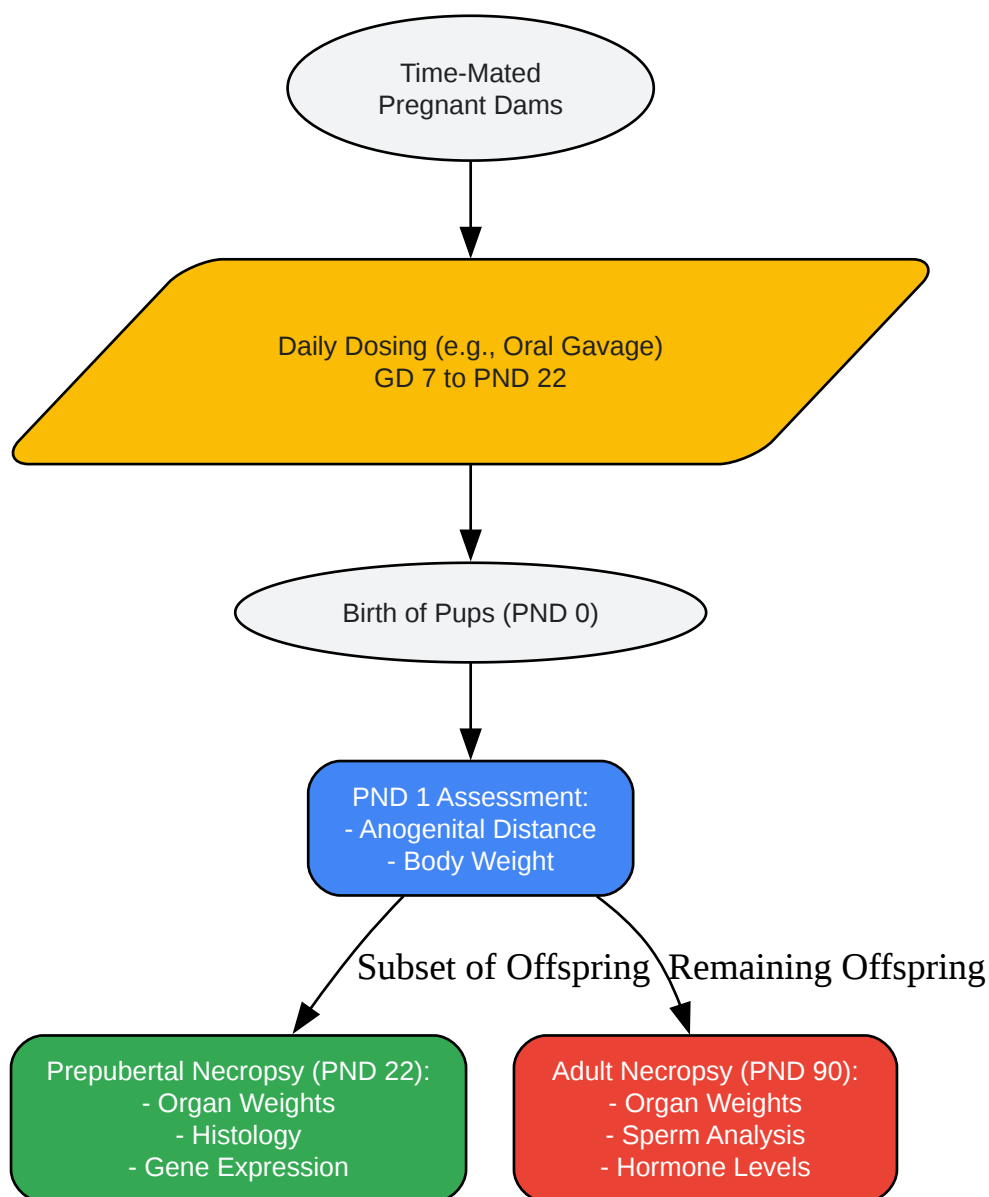 Time-Mated
Pregnant Dams
Daily Dosing (e.g., Oral Gavage)
GD 7 to PND 22
Birth of Pups (PND 0)
PND 1 Assessment:
- Anogenital Distance
- Body Weight
Subset of Offspring
Remaining Offspring
Prepubertal Necropsy (PND 22):
- Organ Weights
- Histology
- Gene Expression
Adult Necropsy (PND 90):
- Organ Weights
- Sperm Analysis
- Hormone Levels